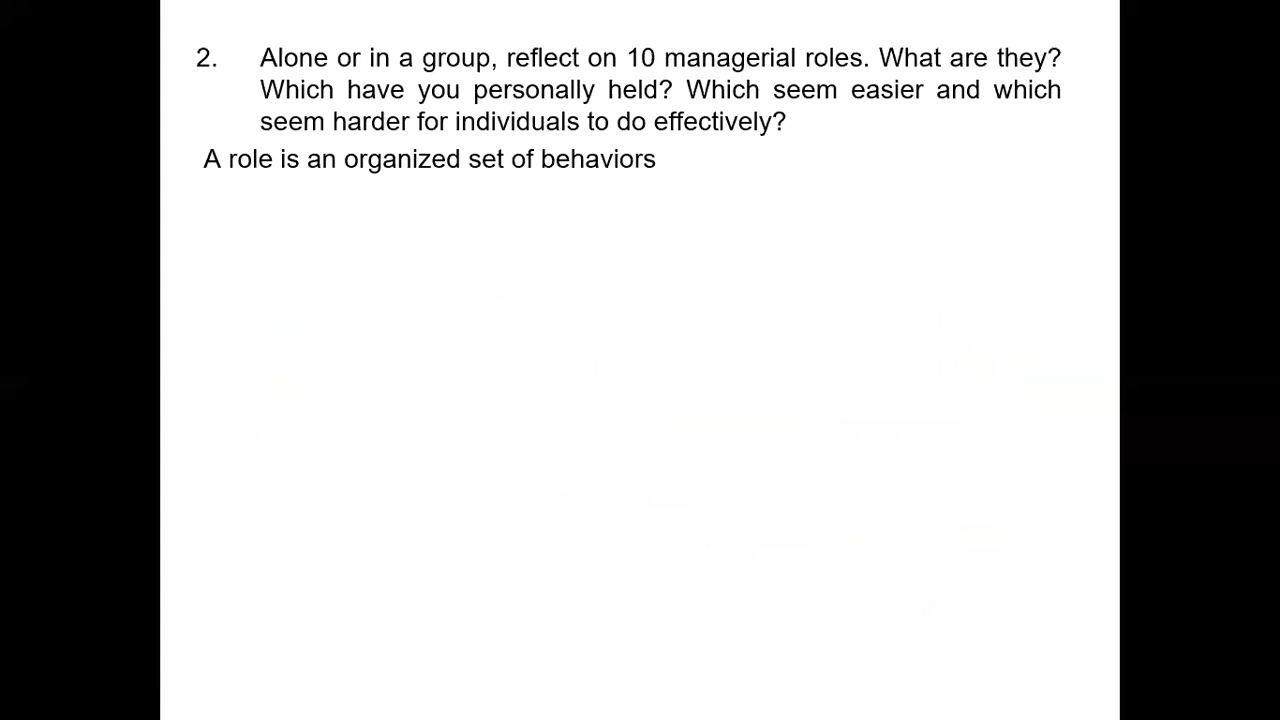 2. Alone or in a group, reflect on 10 managerial roles. What are they?
Which have you personally held? Which seem easier and which
seem harder for individuals to do effectively?
A role is an organized set of behaviors